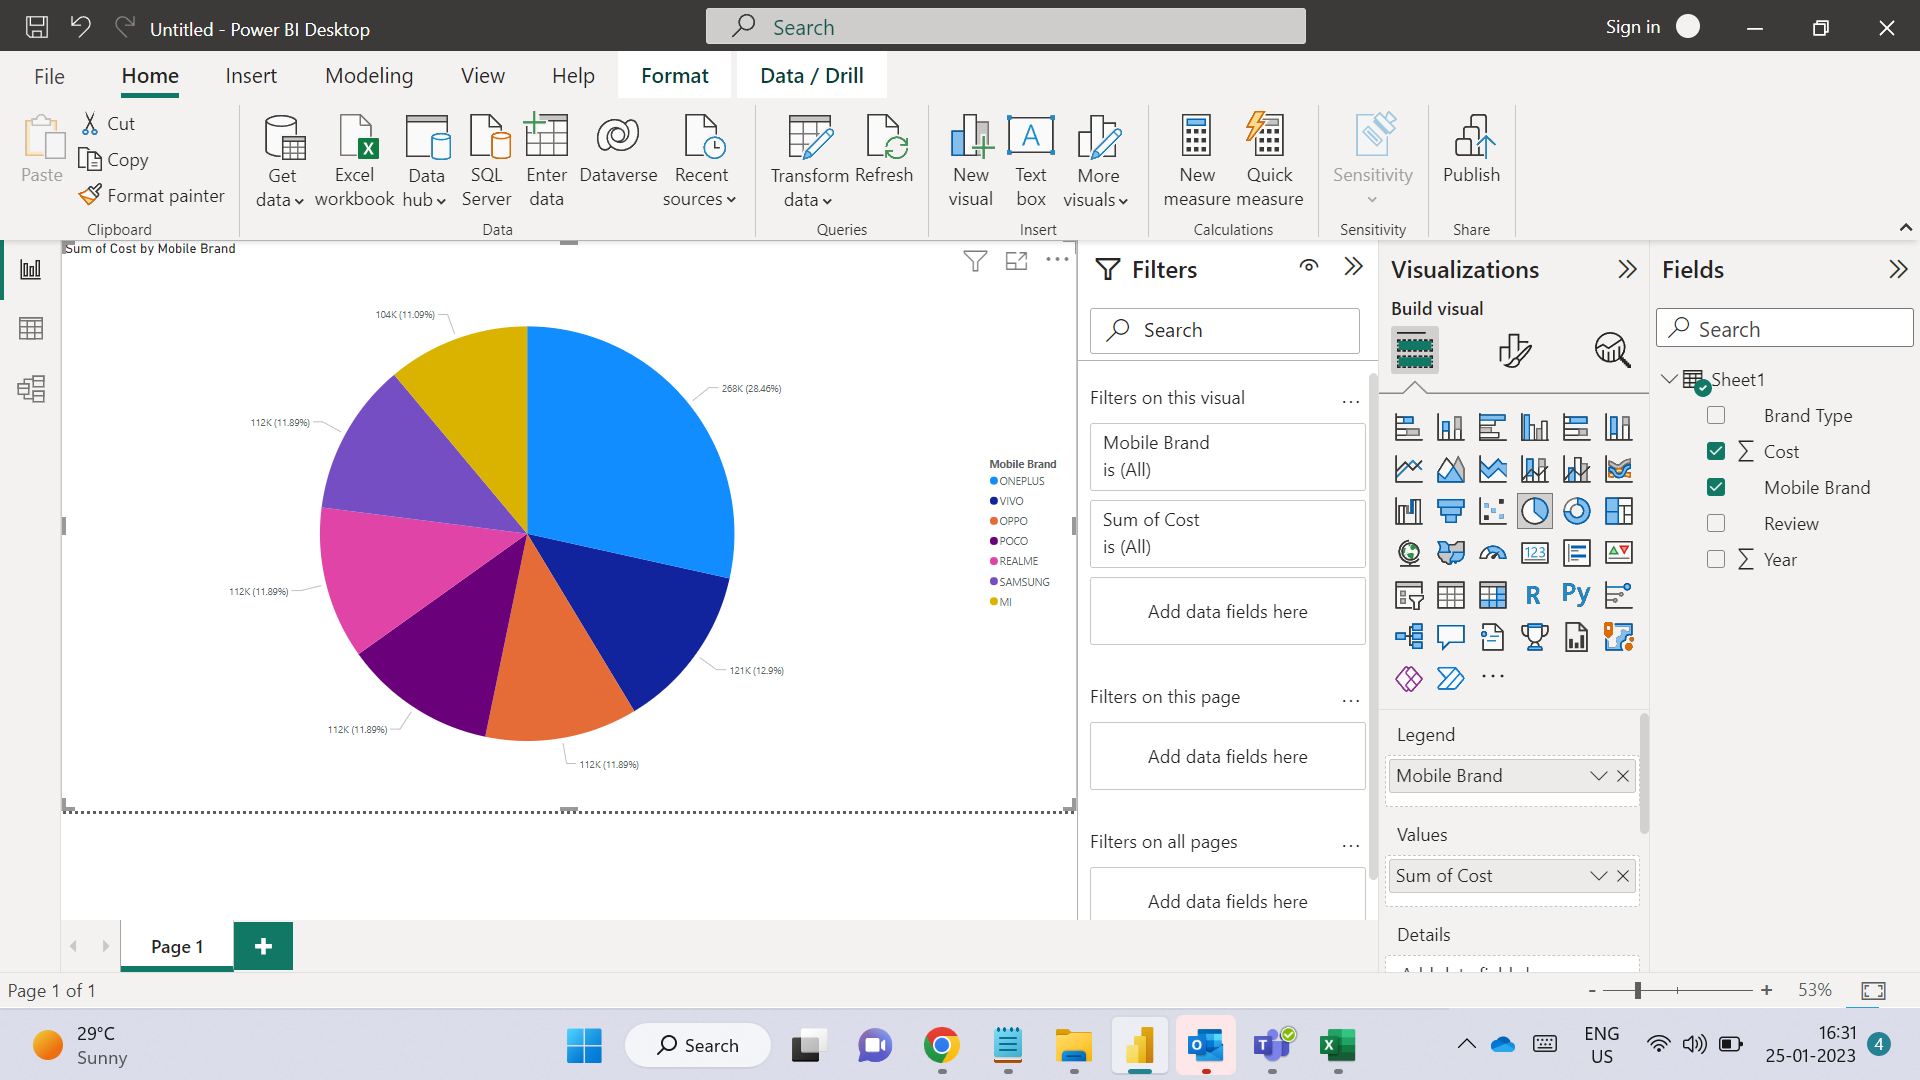 Untitled - Power BI Desktop
Search
Sign in
File
Home
Insert
Modeling
View
Help
Format
Data / Drill
Paste
Cut
Copy
Format painter
Clipboard
Get data
Excel workbook
Data hub
SQL Server
Enter data
Dataverse
Recent sources
Data
Transform data
Refresh
Queries
New visual
Text box
More visuals
Insert
New measure
Quick measure
Calculations
Sensitivity
Sensitivity
Publish
Share
Sum of Cost by Mobile Brand
104K (11.09%)
268K (28.46%)
112K (11.89%)
112K (11.89%)
121K (12.9%)
112K (11.89%)
112K (11.89%)
Mobile Brand
ONEPLUS
VIVO
OPPO
POCO
REALME
SAMSUNG
MI
Filters
Search
Filters on this visual
Mobile Brand
is (All)
Sum of Cost
is (All)
Add data fields here
Filters on this page
Add data fields here
Filters on all pages
Add data fields here
Visualizations
Build visual
123
R
Py
Legend
Mobile Brand
Values
Sum of Cost
Details
Fields
Search
Sheet1
Brand Type
Cost
Mobile Brand
Review
Year
Page 1
Page 1 of 1
53%
29°C
Sunny
Search
ENG
US
16:31
25-01-2023
4